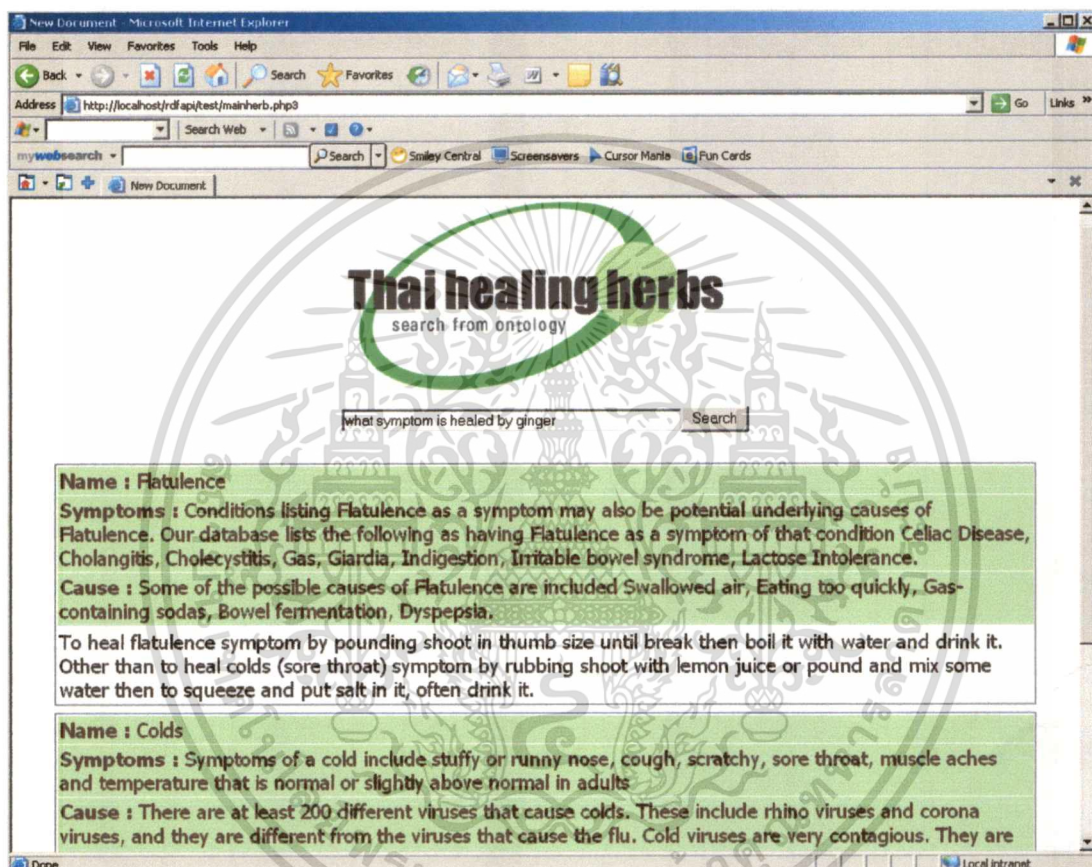 New Document - Microsoft Internet Explorer
File Edit View Favorites Tools Help
Back Search Favorites
Address http://localhost/rdfapi/test/mainherb.php3 Go Links »
Search Web
mywebsearch Search Smiley Central Screensavers Cursor Mania Fun Cards
New Document
Thai healing herbs
search from ontology
what symptom is healed by ginger Search
Name : Flatulence
Symptoms : Conditions listing Flatulence as a symptom may also be potential underlying causes of
Flatulence. Our database lists the following as having Flatulence as a symptom of that condition Celiac Disease,
Cholangitis, Cholecystitis, Gas, Giardia, Indigestion, Irritable bowel syndrome, Lactose Intolerance.
Cause : Some of the possible causes of Flatulence are included Swallowed air, Eating too quickly, Gas-
containing sodas, Bowel fermentation, Dyspepsia.
To heal flatulence symptom by pounding shoot in thumb size until break then boil it with water and drink it.
Other than to heal colds (sore throat) symptom by rubbing shoot with lemon juice or pound and mix some
water then to squeeze and put salt in it, often drink it.
Name : Colds
Symptoms : Symptoms of a cold include stuffy or runny nose, cough, scratchy, sore throat, muscle aches
and temperature that is normal or slightly above normal in adults
Cause : There are at least 200 different viruses that cause colds. These include rhino viruses and corona
viruses, and they are different from the viruses that cause the flu. Cold viruses are very contagious. They are
Done Local intranet